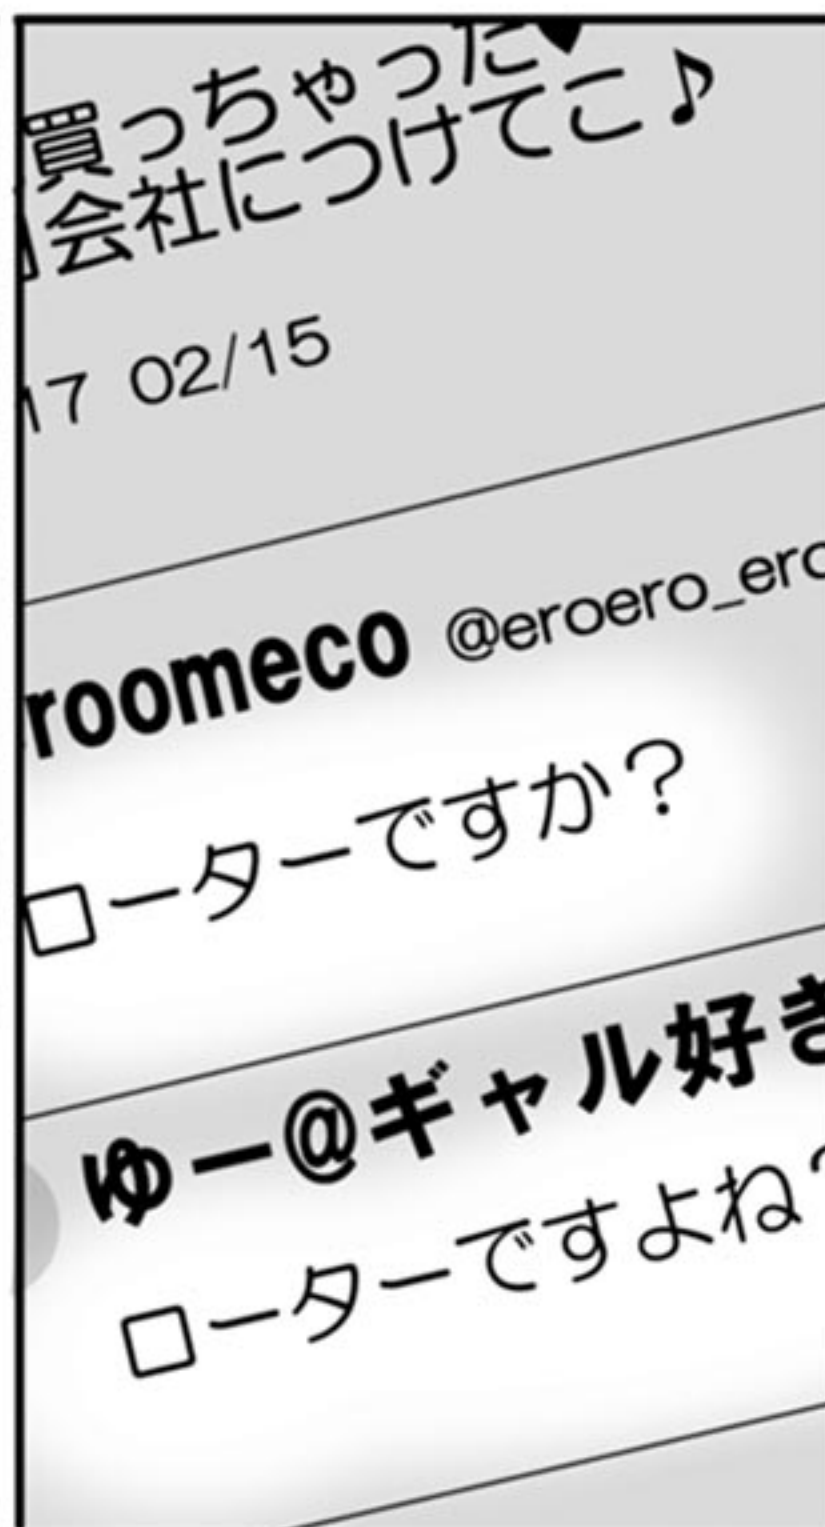 買っちゃった♥
会社につけてこ♪
17 02/15
roomeco @eroero_ero
ローターですか？
ゆー@ギャル好き
ローターですよね？